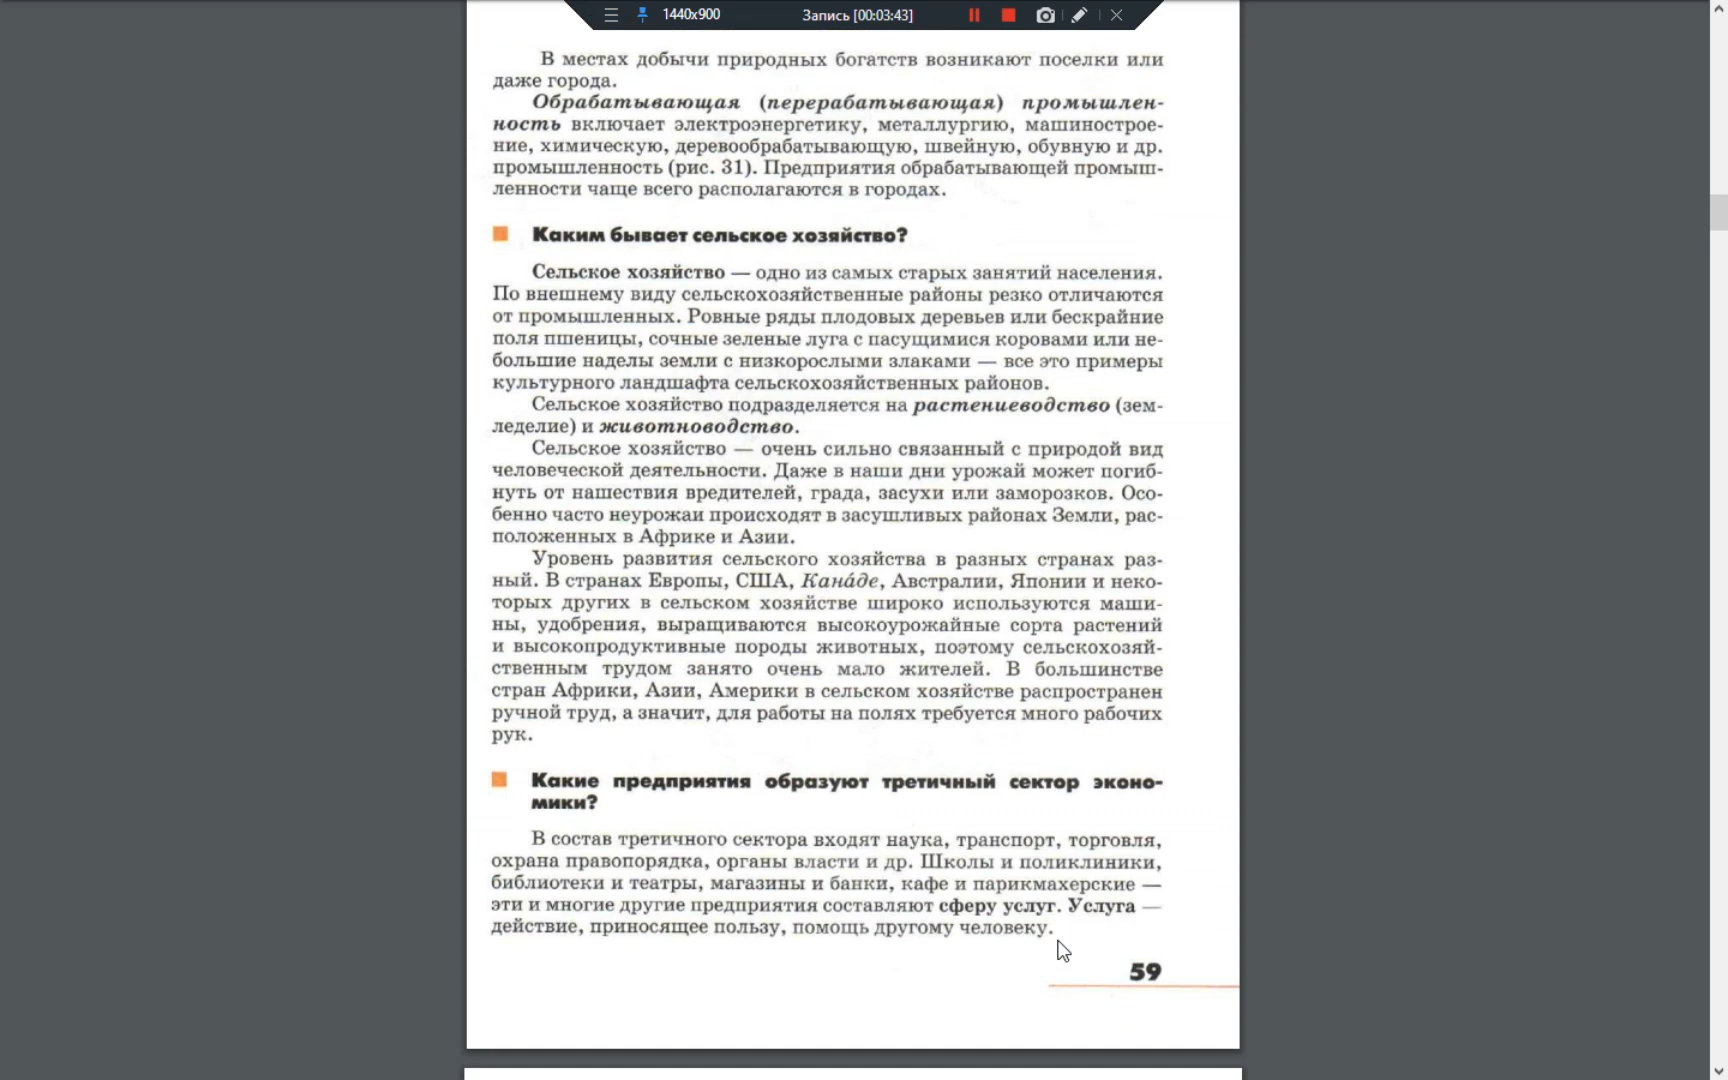 1440x900 Запись [00:03:43]
В местах добычи природных богатств возникают поселки или
даже города.
Обрабатывающая (перерабатывающая) промышлен-
ность включает электроэнергетику, металлургию, машинострое-
ние, химическую, деревообрабатывающую, швейную, обувную и др.
промышленность (рис. 31). Предприятия обрабатывающей промыш-
ленности чаще всего располагаются в городах.
Каким бывает сельское хозяйство?
Сельское хозяйство — одно из самых старых занятий населения.
По внешнему виду сельскохозяйственные районы резко отличаются
от промышленных. Ровные ряды плодовых деревьев или бескрайние
поля пшеницы, сочные зеленые луга с пасущимися коровами или не-
большие наделы земли с низкорослыми злаками — все это примеры
культурного ландшафта сельскохозяйственных районов.
Сельское хозяйство подразделяется на растениеводство (зем-
леделие) и животноводство.
Сельское хозяйство — очень сильно связанный с природой вид
человеческой деятельности. Даже в наши дни урожай может погиб-
нуть от нашествия вредителей, града, засухи или заморозков. Осо-
бенно часто неурожаи происходят в засушливых районах Земли, рас-
положенных в Африке и Азии.
Уровень развития сельского хозяйства в разных странах раз-
ный. В странах Европы, США, Кана́де, Австралии, Японии и неко-
торых других в сельском хозяйстве широко используются маши-
ны, удобрения, выращиваются высокоурожайные сорта растений
и высокопродуктивные породы животных, поэтому сельскохозяй-
ственным трудом занято очень мало жителей. В большинстве
стран Африки, Азии, Америки в сельском хозяйстве распространен
ручной труд, а значит, для работы на полях требуется много рабочих
рук.
Какие предприятия образуют третичный сектор эконо-
мики?
В состав третичного сектора входят наука, транспорт, торговля,
охрана правопорядка, органы власти и др. Школы и поликлиники,
библиотеки и театры, магазины и банки, кафе и парикмахерские —
эти и многие другие предприятия составляют сферу услуг. Услуга —
действие, приносящее пользу, помощь другому человеку.
59